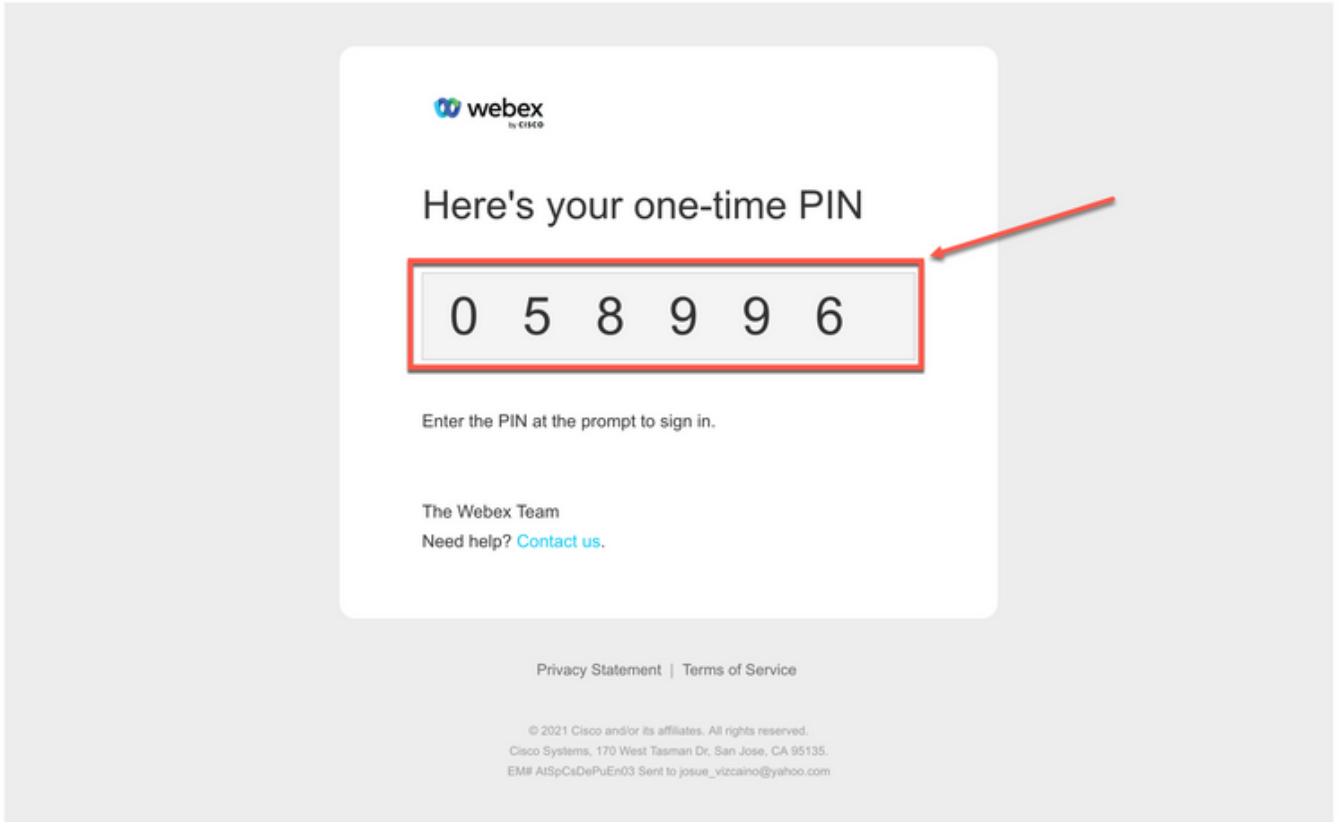 webex
by CISCO
Here's your one-time PIN
0 5 8 9 9 6
Enter the PIN at the prompt to sign in.
The Webex Team
Need help? Contact us.
Privacy Statement | Terms of Service
© 2021 Cisco and/or its affiliates. All rights reserved.
Cisco Systems, 170 West Tasman Dr, San Jose, CA 95135.
EM# AtSpCsDePuEn03 Sent to josue_vizcaino@yahoo.com